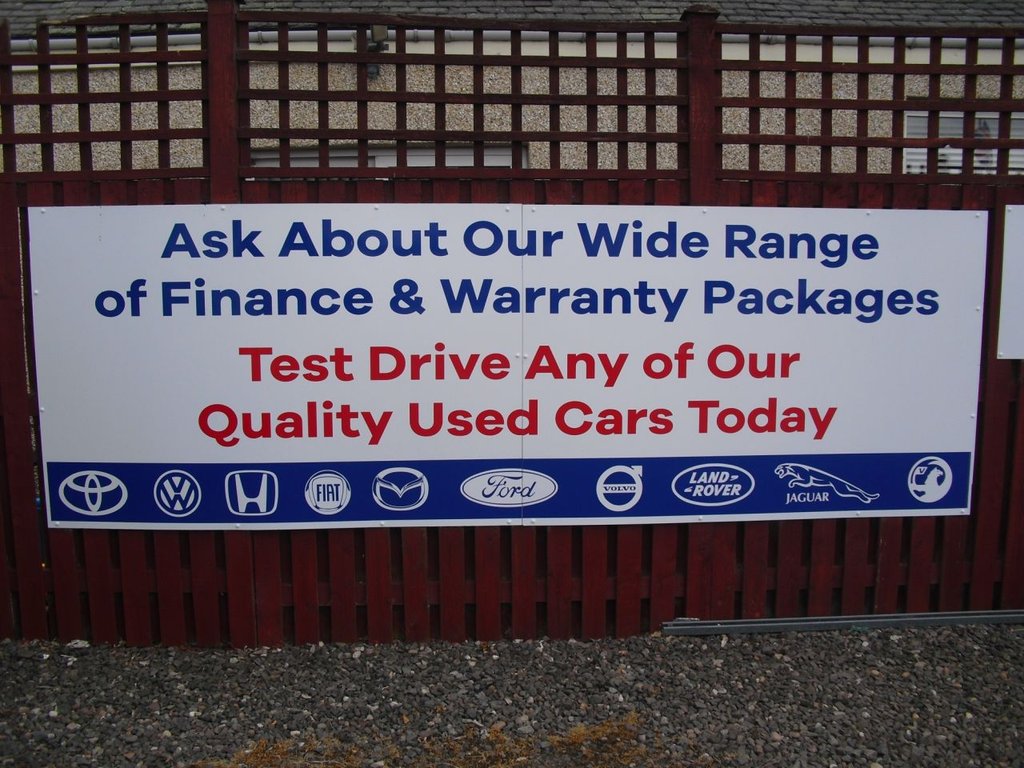 Ask About Our Wide Range
of Finance & Warranty Packages
Test Drive Any of Our
Quality Used Cars Today
FIAT Ford VOLVO LAND-ROVER JAGUAR